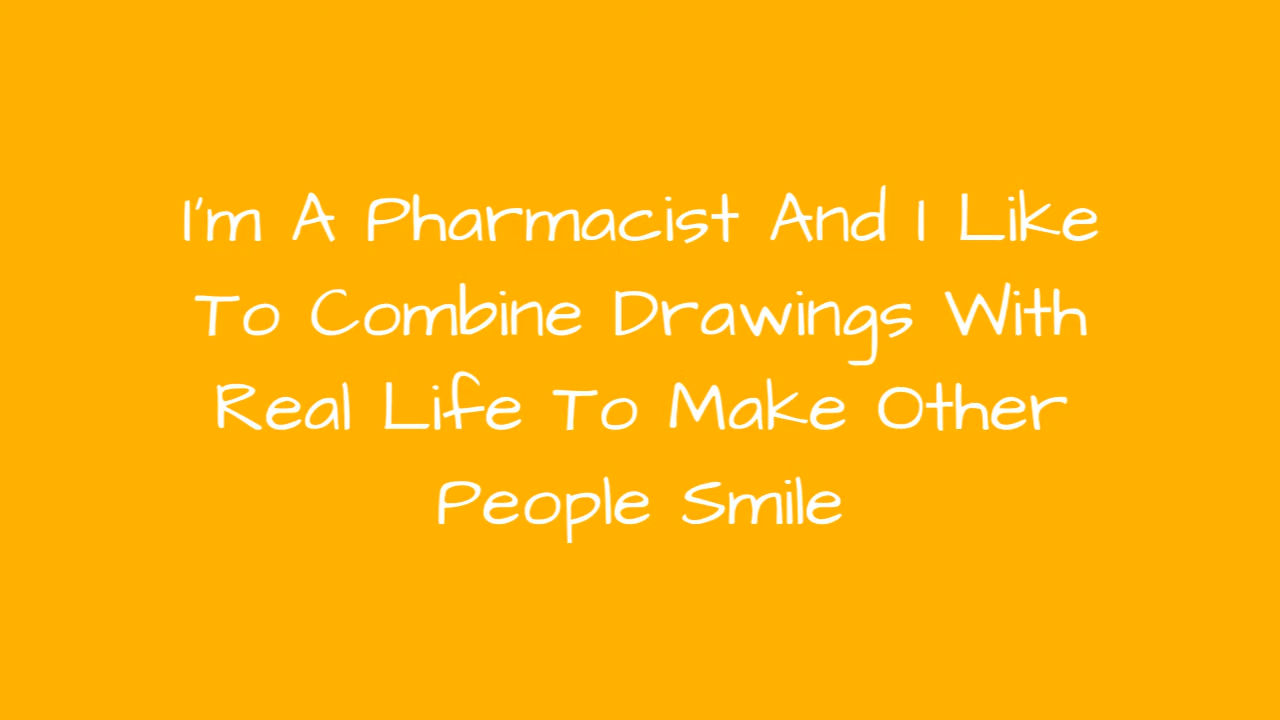 I'm A Pharmacist And I Like
To Combine Drawings With
Real Life To Make Other
People Smile